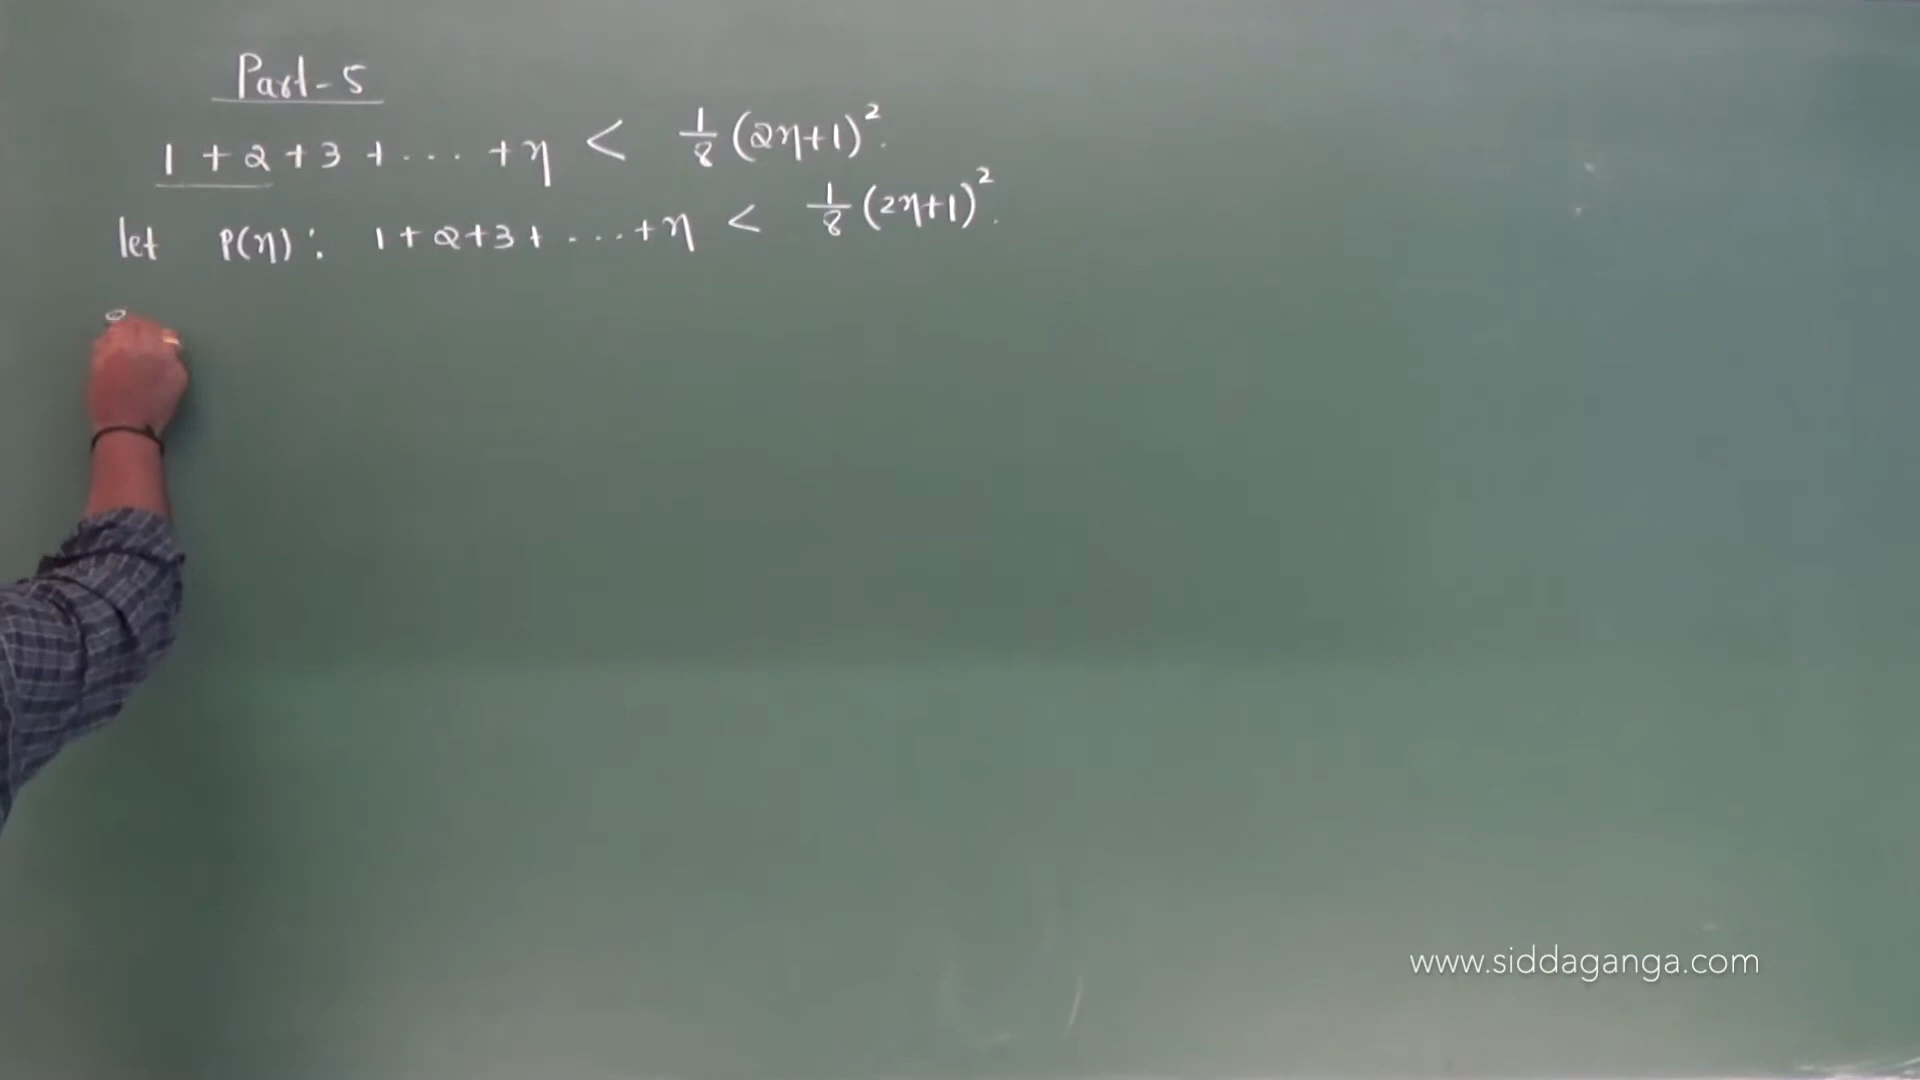 Part-5
1 + 2 + 3 + ... + n < 1/8 (2n+1)².
let P(n): 1 + 2 + 3 + ... + n < 1/8 (2n+1)².
www.siddaganga.com